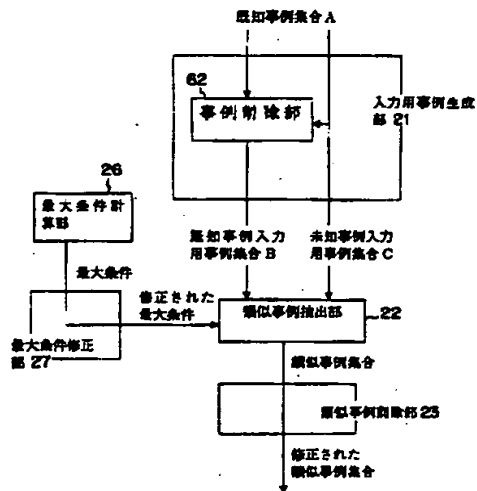 既知事例集合A
62
事例削除部
入力用事例生成
部 21
26
最大条件計
算部
既知事例入力
用事例集合B
未知事例入力
用事例集合C
最大条件
修正された
最大条件
類似事例抽出部
22
最大条件修正
部 27
類似事例集合
類似事例削除部 23
修正された
類似事例集合